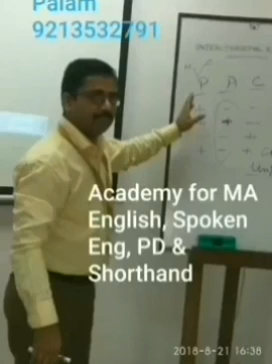 Palam
9213532791
P A C
Academy for MA
English, Spoken
Eng, PD &
Shorthand
2018-8-21 16:38